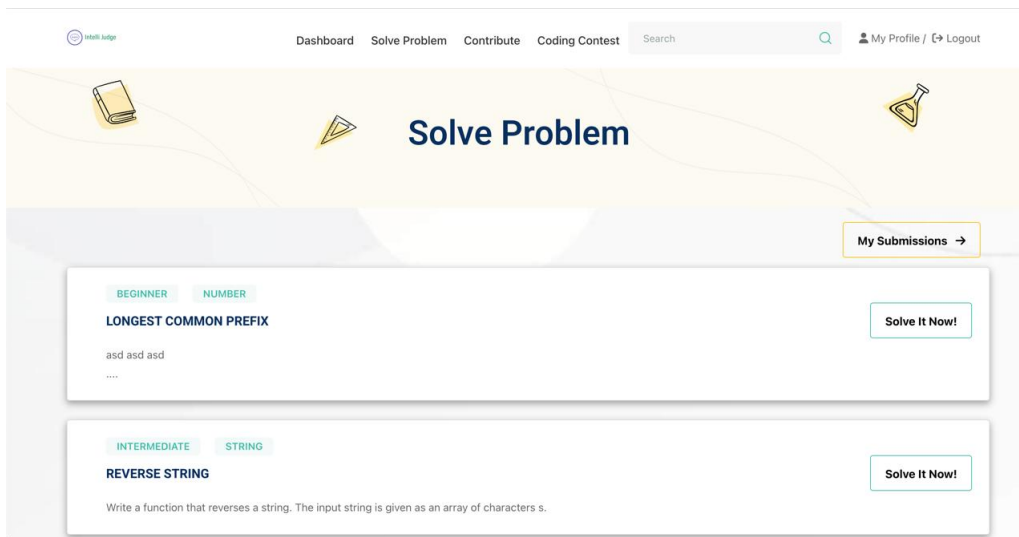 Intelli Judge
Dashboard Solve Problem Contribute Coding Contest Search My Profile / Logout
Solve Problem
My Submissions →
BEGINNER NUMBER
LONGEST COMMON PREFIX
Solve It Now!
asd asd asd
....
INTERMEDIATE STRING
REVERSE STRING
Solve It Now!
Write a function that reverses a string. The input string is given as an array of characters s.